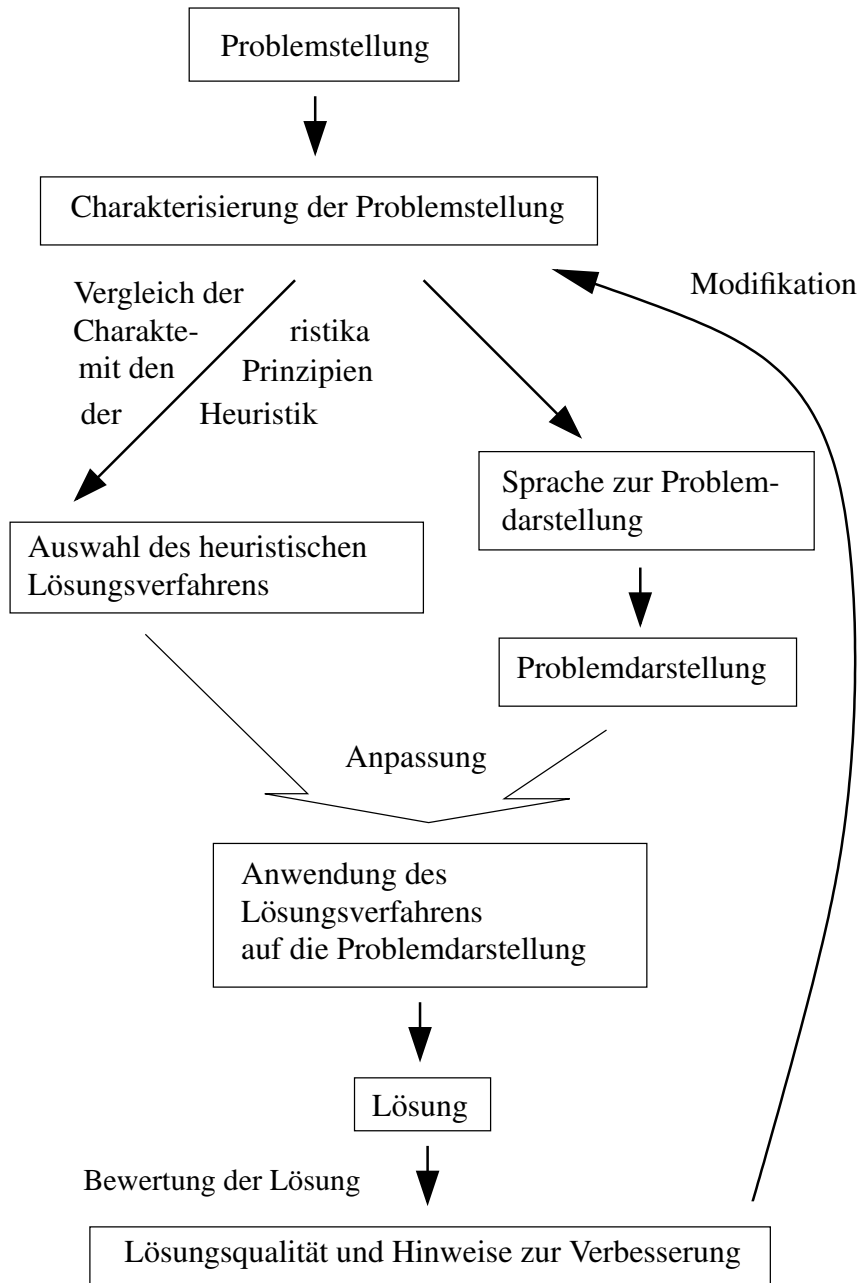 Problemstellung
Charakterisierung der Problemstellung
Modifikation
Vergleich der
Charakte- ristika
mit den Prinzipien
der Heuristik
Sprache zur Problem-
darstellung
Auswahl des heuristischen
Lösungsverfahrens
Problemdarstellung
Anpassung
Anwendung des
Lösungsverfahrens
auf die Problemdarstellung
Lösung
Bewertung der Lösung
Lösungsqualität und Hinweise zur Verbesserung